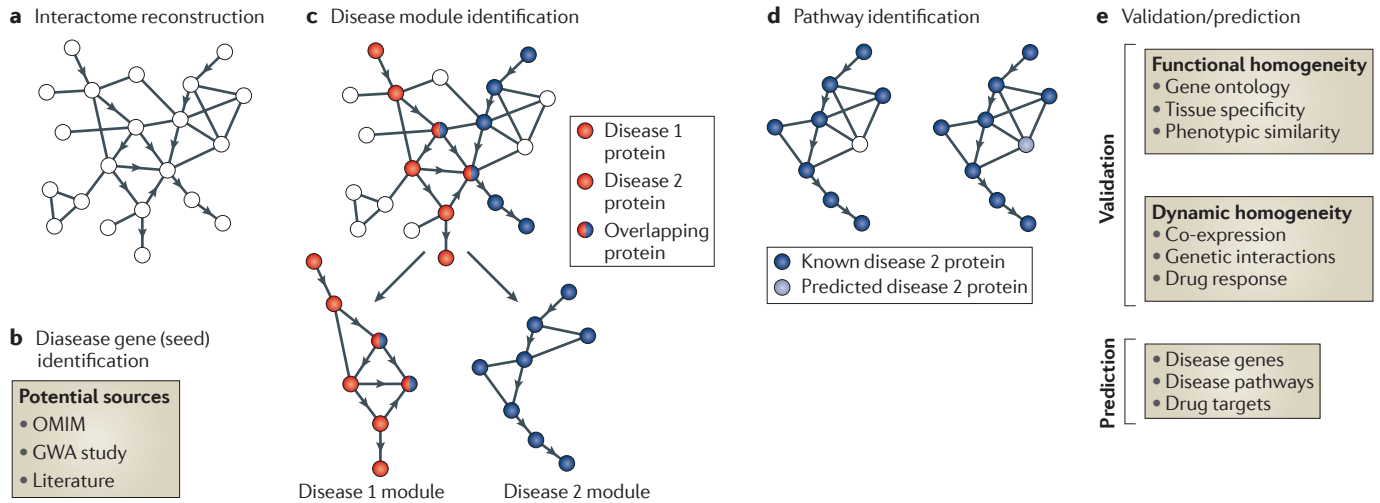 a Interactome reconstruction
b Diasease gene (seed)
identification
Potential sources
• OMIM
• GWA study
• Literature
c Disease module identification
Disease 1
protein
Disease 2
protein
Overlapping
protein
Disease 1 module
Disease 2 module
d Pathway identification
Known disease 2 protein
Predicted disease 2 protein
e Validation/prediction
Validation
Functional homogeneity
• Gene ontology
• Tissue specificity
• Phenotypic similarity
Dynamic homogeneity
• Co-expression
• Genetic interactions
• Drug response
Prediction
• Disease genes
• Disease pathways
• Drug targets